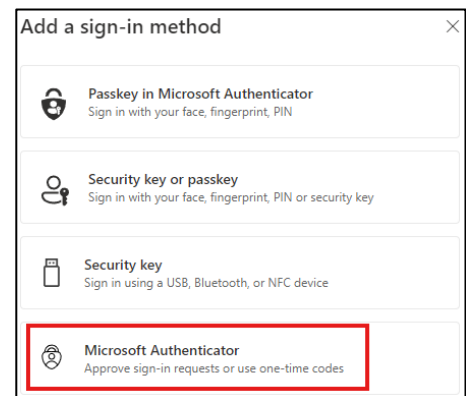 Add a sign-in method
Passkey in Microsoft Authenticator
Sign in with your face, fingerprint, PIN
Security key or passkey
Sign in with your face, fingerprint, PIN or security key
Security key
Sign in using a USB, Bluetooth, or NFC device
Microsoft Authenticator
Approve sign-in requests or use one-time codes